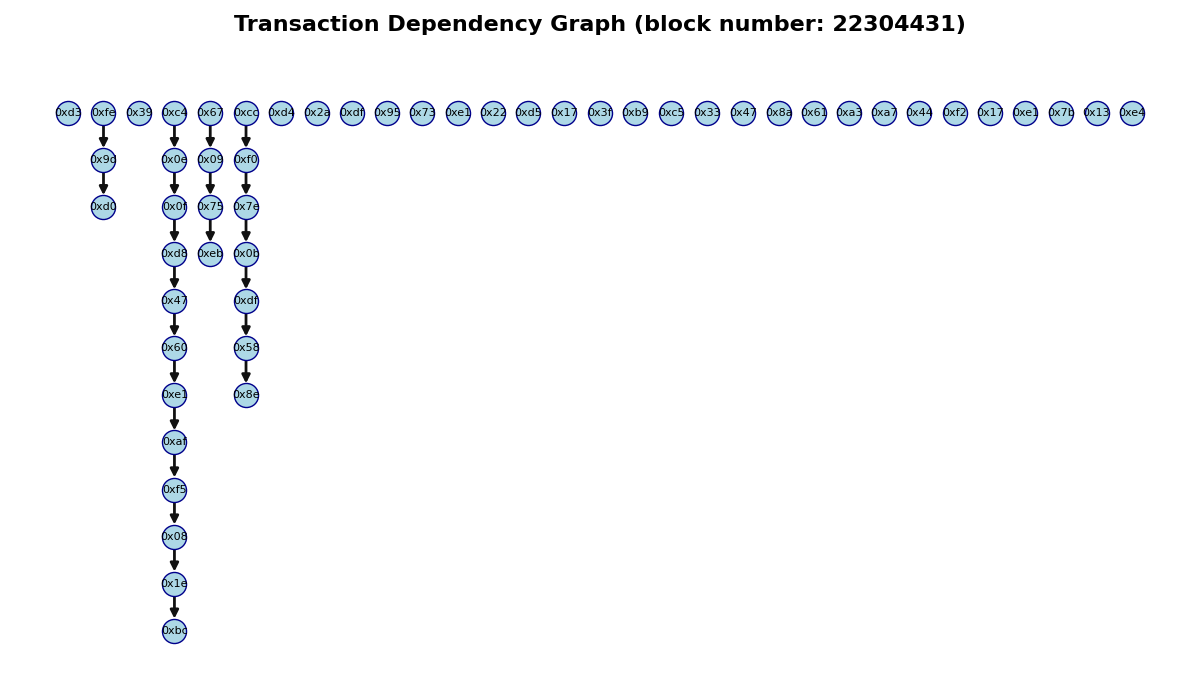 Transaction Dependency Graph (block number: 22304431)
0xd3 0xfe 0x39 0xc4 0x67 0xcc 0xd4 0x2a 0xdf 0x95 0x73 0xe1 0x22 0xd5 0x17 0x3f 0xb9 0xc5 0x33 0x47 0x8a 0x61 0xa3 0xa7 0x44 0xf2 0x17 0xe1 0x7b 0x13 0xe4
0x9d 0x0e 0x09 0xf0
0xd0 0x0f 0x75 0x7e
0xd8 0xeb 0x0b
0x47 0xdf
0x60 0x58
0xe1 0x8e
0xaf
0xf5
0x08
0x1e